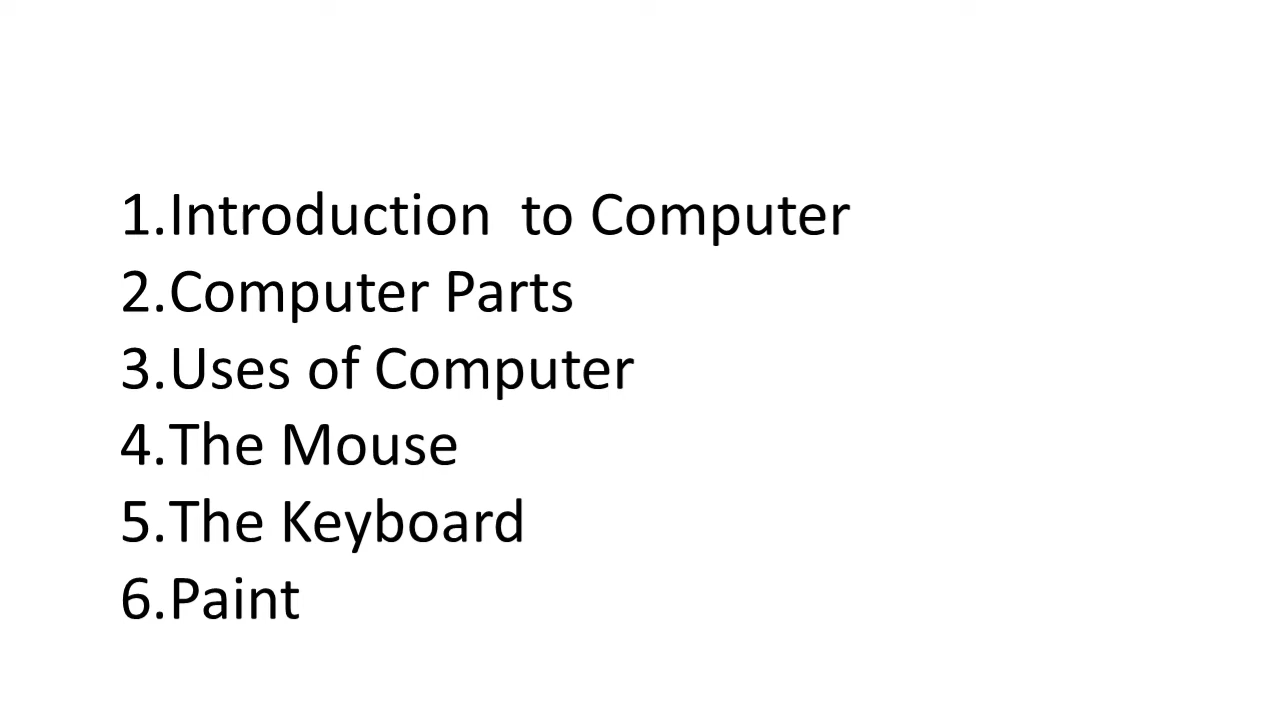 1.Introduction  to Computer
2.Computer Parts
3.Uses of Computer
4.The Mouse
5.The Keyboard
6.Paint